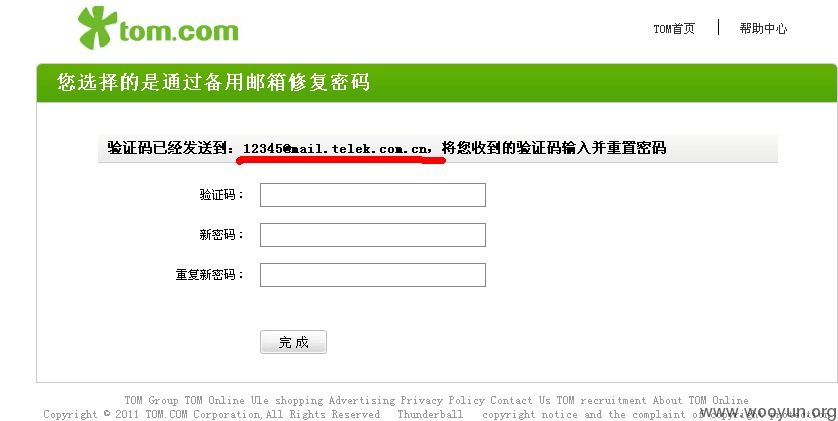 tom.com
TOM首页 帮助中心
您选择的是通过备用邮箱修复密码
验证码已经发送到：12345@mail.telek.com.cn，将您收到的验证码输入并重置密码
验证码：
新密码：
重复新密码：
完 成
TOM Group TOM Online Ule shopping Advertising Privacy Policy Contact Us TOM recruitment About TOM Online
Copyright © 2011 TOM.COM Corporation,All Rights Reserved Thunderball copyright notice and the complaint of copyright
www.wooyun.org